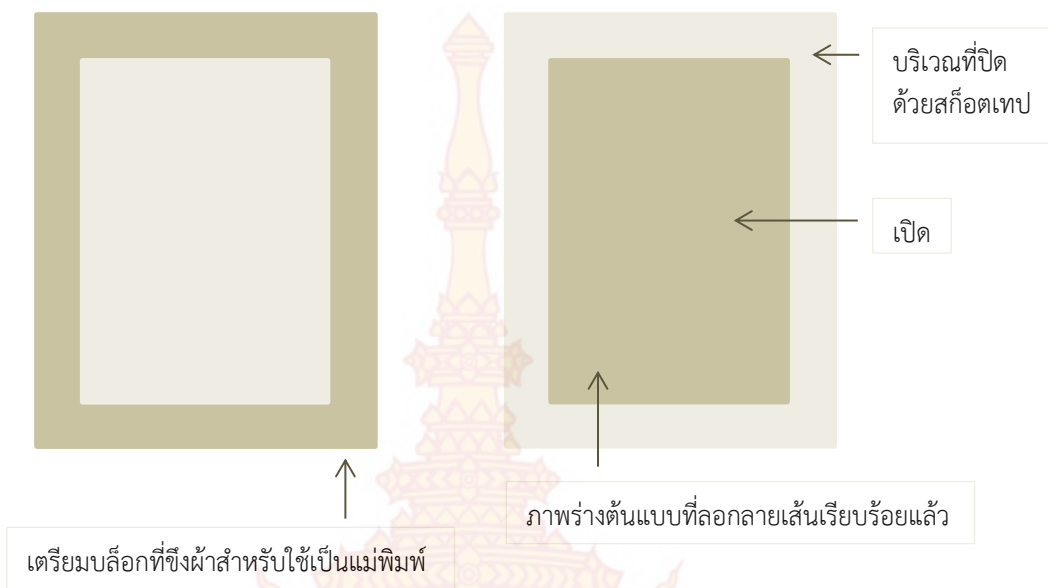 บริเวณที่ปิด
ด้วยสก็อตเทป
เปิด
ภาพร่างต้นแบบที่ลอกลายเส้นเรียบร้อยแล้ว
เตรียมบล็อกที่ขึงผ้าสำหรับใช้เป็นแม่พิมพ์